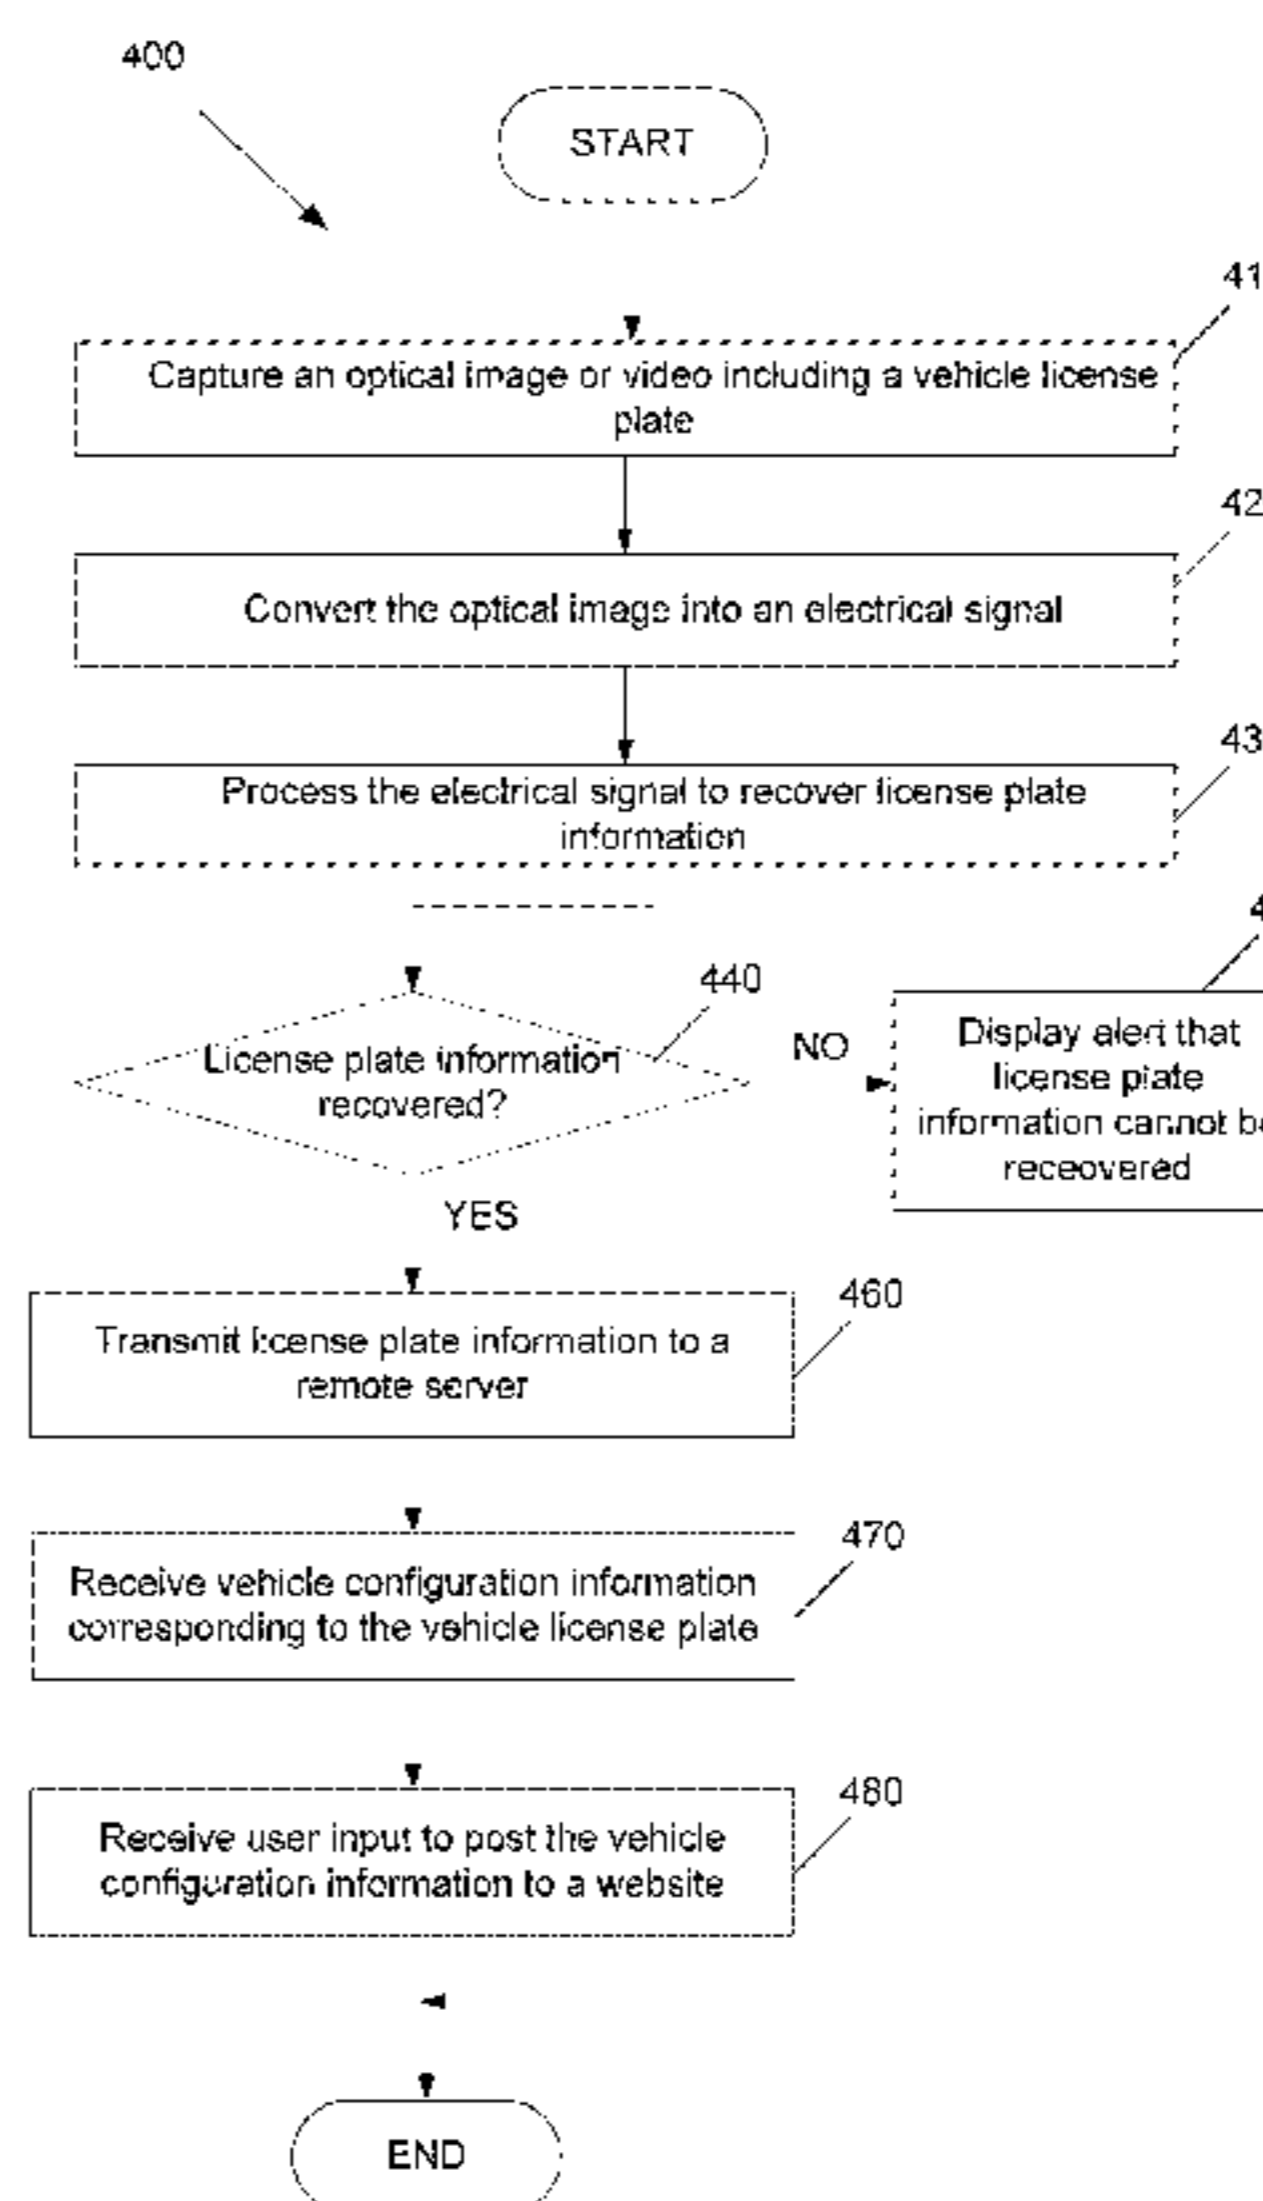 400
START
41
Capture an optical image or video including a vehicle license
plate
42
Convert the optical image into an electrical signal
43
Process the electrical signal to recover license plate
information
4
440
License plate information
recovered?
NO
Display alert that
license plate
information cannot be
receovered
YES
460
Transmit license plate information to a
remote server
470
Receive vehicle configuration information
corresponding to the vehicle license plate
480
Receive user input to post the vehicle
configuration information to a website
END